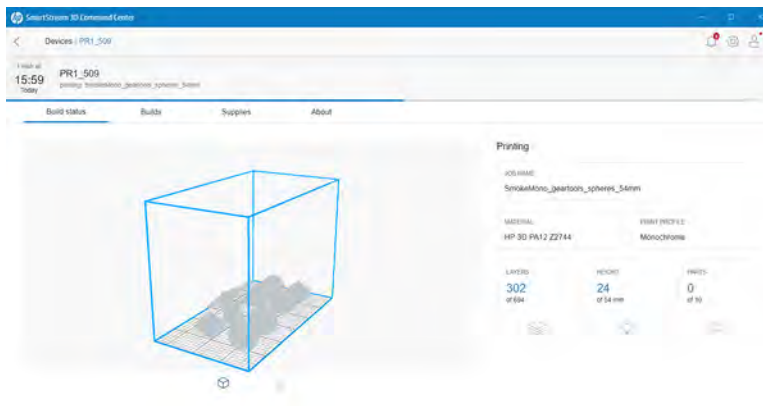 SmartStream 3D Command Center
Devices | PR1_509
15:59
Today
PR1_509
printing: SmokeMono_geartools_spheres_54mm
Build status
Builds
Supplies
About
Printing
JOB NAME
SmokeMono_geartools_spheres_54mm
MATERIAL
PRINT PROFILE
HP 3D PA12 Z2744
Monochrome
LAYERS
HEIGHT
PARTS
302
24
0
of 694
of 54 mm
of 10